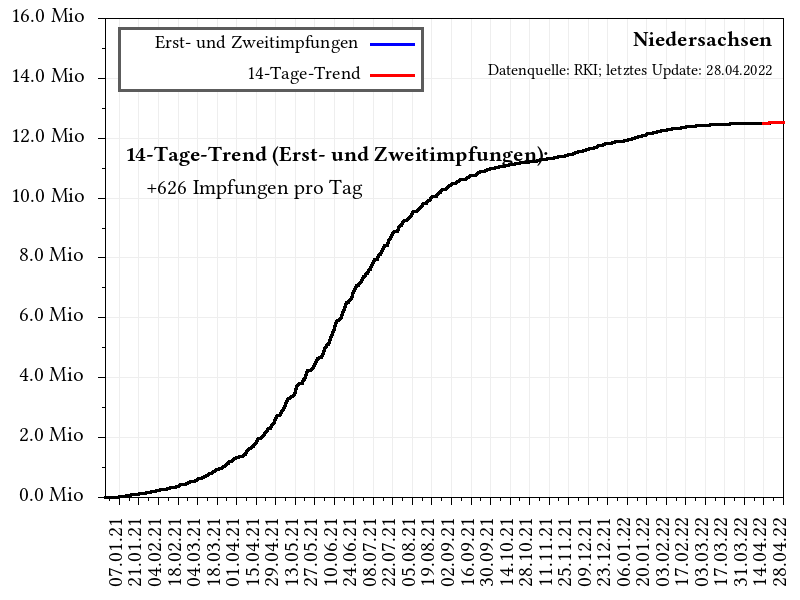 16.0 Mio
14.0 Mio
12.0 Mio
10.0 Mio
8.0 Mio
6.0 Mio
4.0 Mio
2.0 Mio
0.0 Mio
Erst- und Zweitimpfungen
14-Tage-Trend
Niedersachsen
Datenquelle: RKI; letztes Update: 28.04.2022
14-Tage-Trend (Erst- und Zweitimpfungen):
+626 Impfungen pro Tag
07.01.21
21.01.21
04.02.21
18.02.21
04.03.21
18.03.21
01.04.21
15.04.21
29.04.21
13.05.21
27.05.21
10.06.21
24.06.21
08.07.21
22.07.21
05.08.21
19.08.21
02.09.21
16.09.21
30.09.21
14.10.21
28.10.21
11.11.21
25.11.21
09.12.21
23.12.21
06.01.22
20.01.22
03.02.22
17.02.22
03.03.22
17.03.22
31.03.22
14.04.22
28.04.22